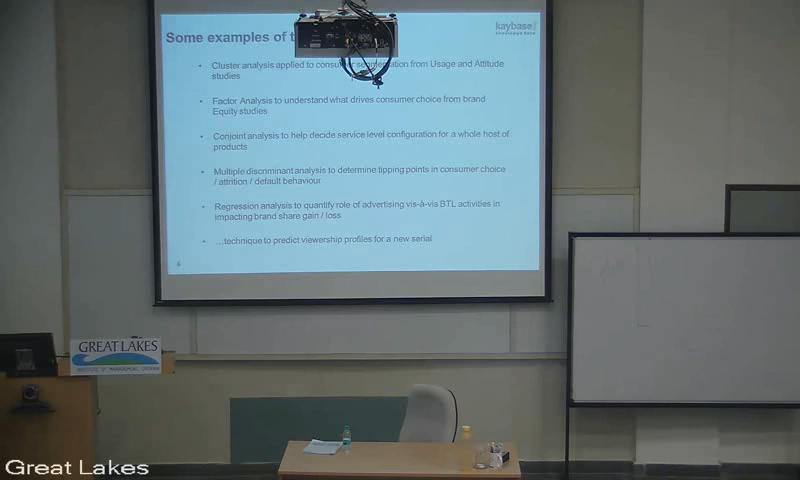 kaybase
Some examples of t
• Cluster analysis applied to consumer segmentation from Usage and Attitude
studies
• Factor Analysis to understand what drives consumer choice from brand
Equity studies
• Conjoint analysis to help decide service level configuration for a whole host of
products
• Multiple discriminant analysis to determine tipping points in consumer choice
/ attrition / default behaviour
• Regression analysis to quantify role of advertising vis-à-vis BTL activities in
impacting brand share gain / loss
• …technique to predict viewership profiles for a new serial
GREAT LAKES
INSTITUTE OF MANAGEMENT, CHENNAI
Great Lakes